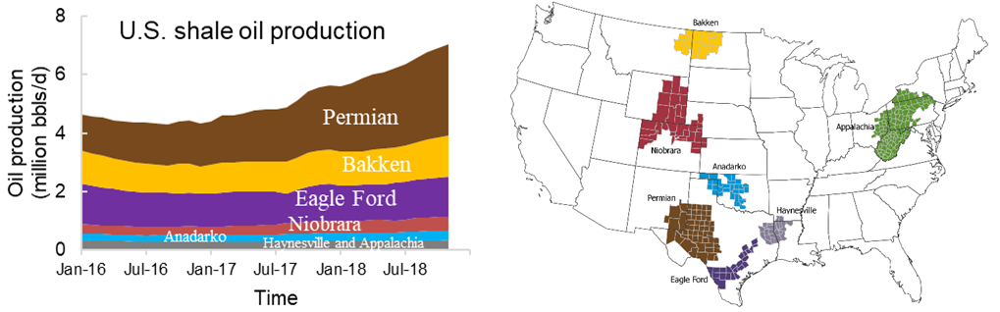 U.S. shale oil production
Oil production
(million bbls/d)
8
6
4
2
0
Permian
Bakken
Eagle Ford
Niobrara
Anadarko
Haynesville and Appalachia
Jan-16
Jul-16
Jan-17
Jul-17
Jan-18
Jul-18
Time
Bakken
Niobrara
Appalachia
Anadarko
Permian
Haynesville
Eagle Ford